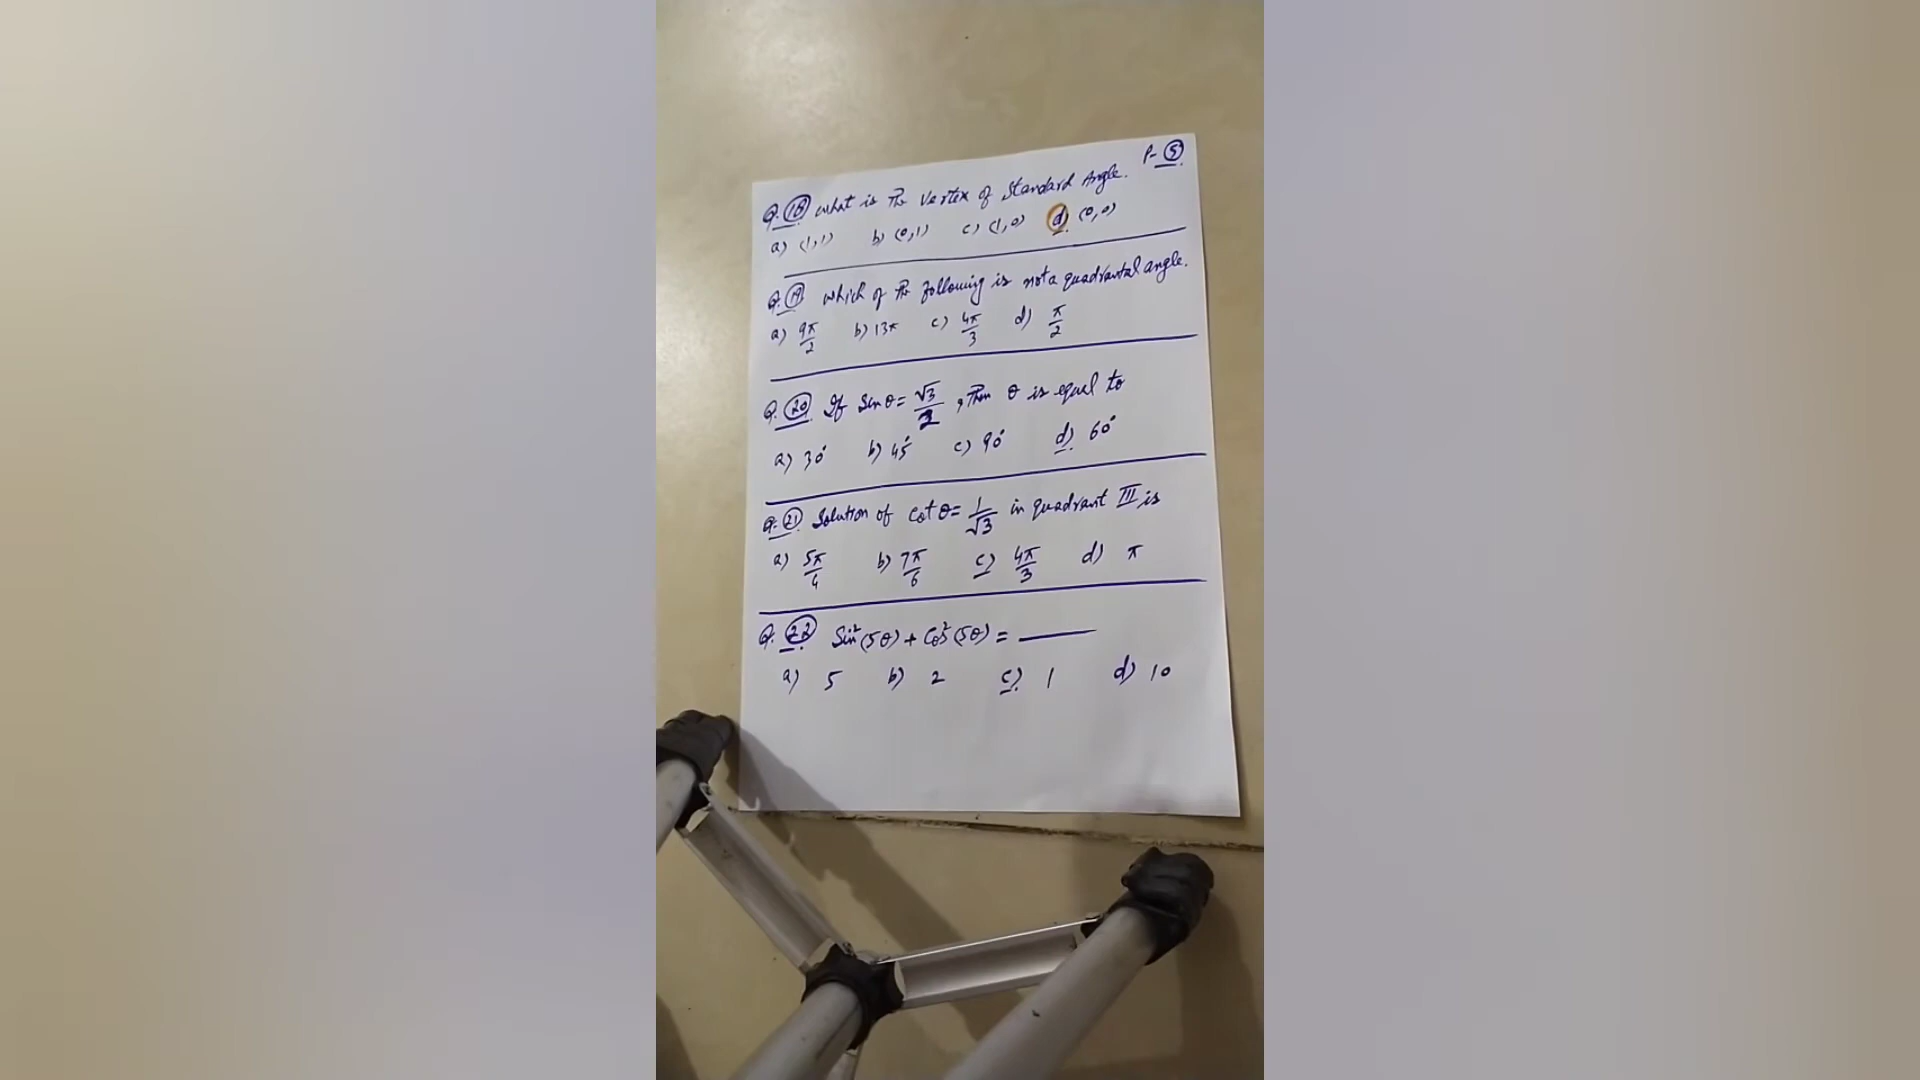 P-5
Q.18 What is The Vertex of Standard Angle.
a) (1,1) b) (0,1) c) (1,0) d) (0,0)
Q.19 which of The following is not a quadrantal angle.
a) 9π/2 b) 13π c) 4π/3 d) π/2
Q.20. If Sinθ = √3/2, Then θ is equal to
a) 30° b) 45° c) 90° d) 60°
Q.21 Solution of Cotθ = 1/√3 in quadrant III is
a) 5π/4 b) 7π/6 c) 4π/3 d) π
Q.22 Sin²(5θ) + Cos²(5θ) = ____
a) 5 b) 2 c) 1 d) 10